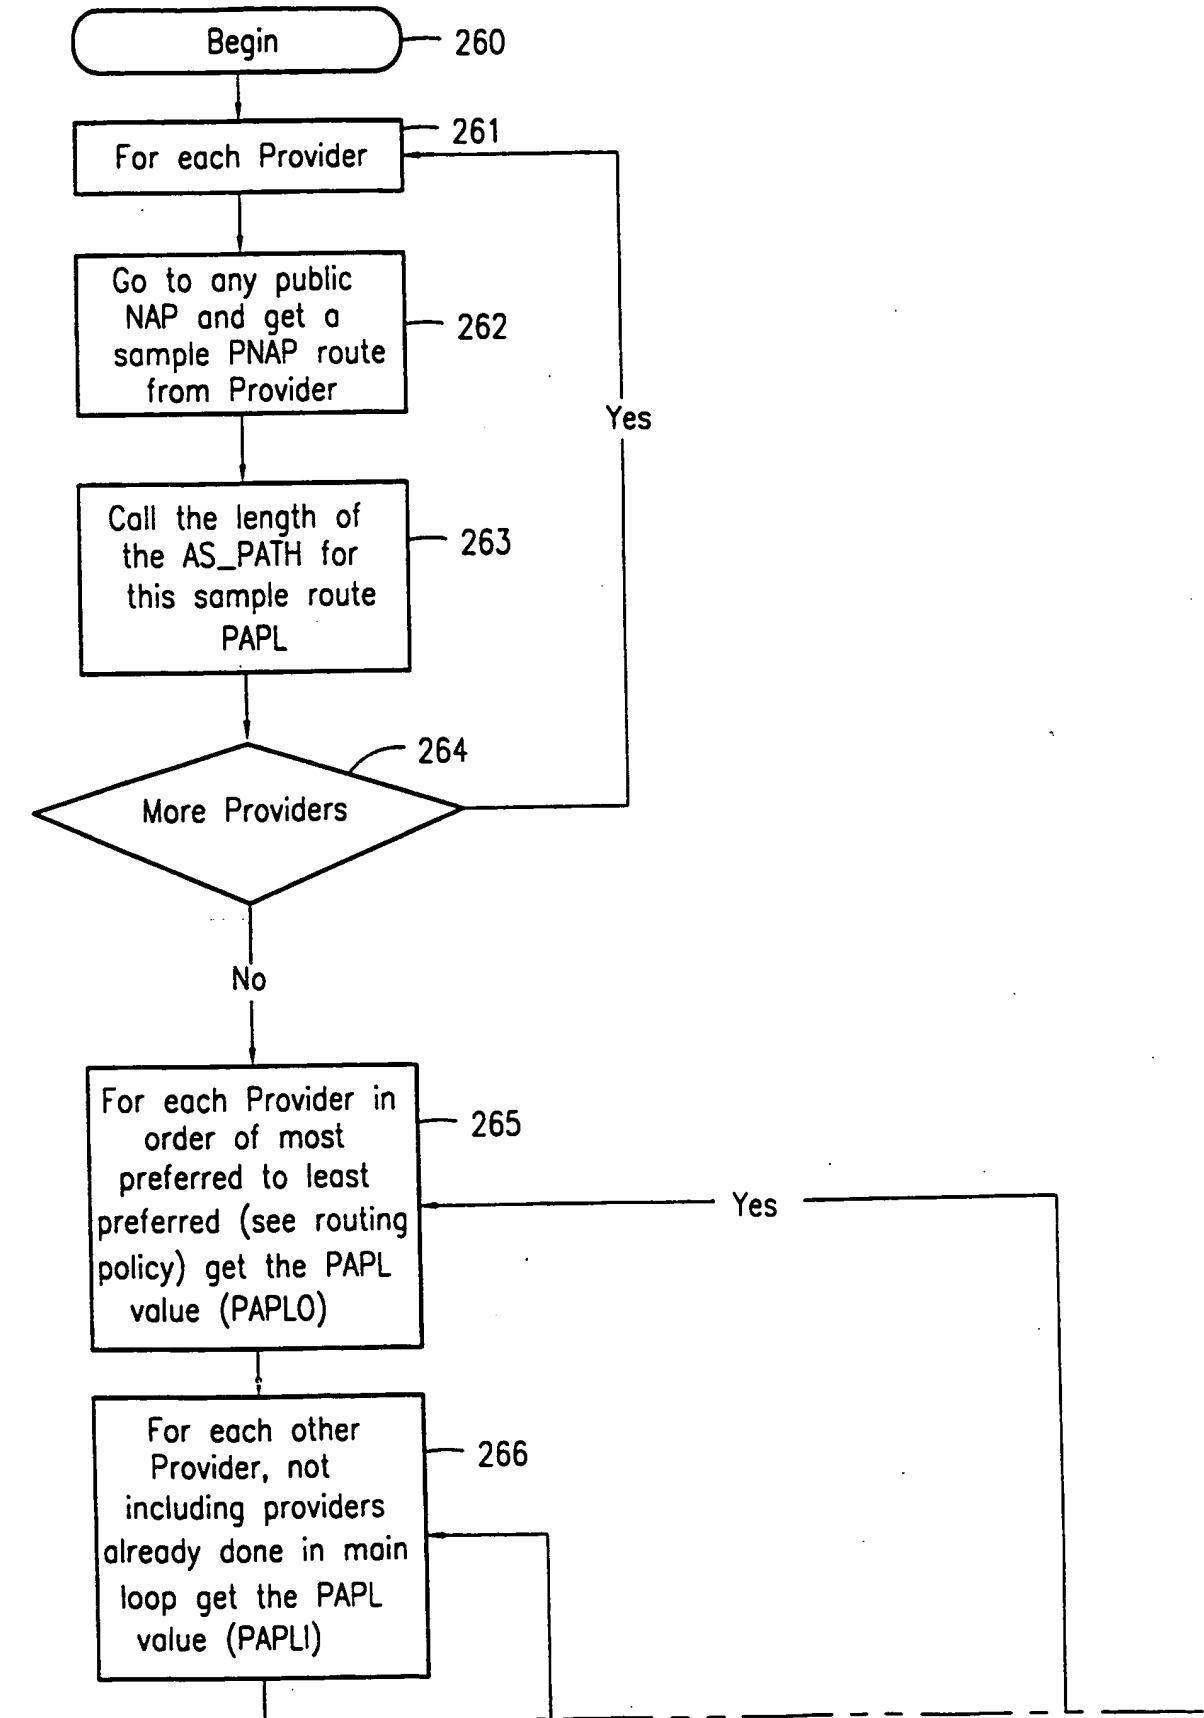 Begin
260
For each Provider
261
Go to any public
NAP and get a
sample PNAP route
from Provider
262
Yes
Call the length of
the AS_PATH for
this sample route
PAPL
263
More Providers
264
No
For each Provider in
order of most
preferred to least
preferred (see routing
policy) get the PAPL
value (PAPLO)
265
Yes
For each other
Provider, not
including providers
already done in main
loop get the PAPL
value (PAPLI)
266